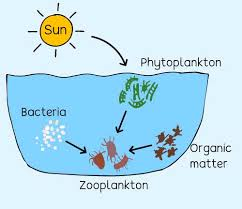 Sun
Phytoplankton
Bacteria
Organic
matter
Zooplankton